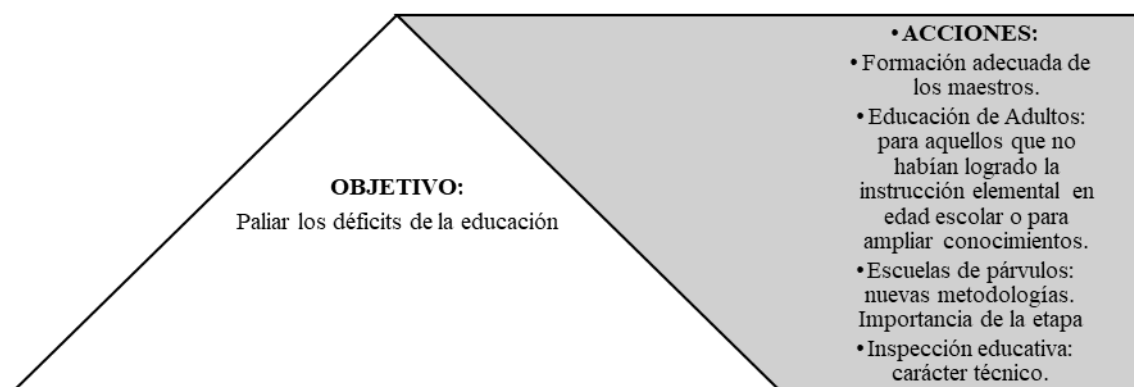 OBJETIVO:
Paliar los déficits de la educación
•ACCIONES:
•Formación adecuada de
los maestros.
•Educación de Adultos:
para aquellos que no
habían logrado la
instrucción elemental en
edad escolar o para
ampliar conocimientos.
•Escuelas de párvulos:
nuevas metodologías.
Importancia de la etapa
•Inspección educativa:
carácter técnico.